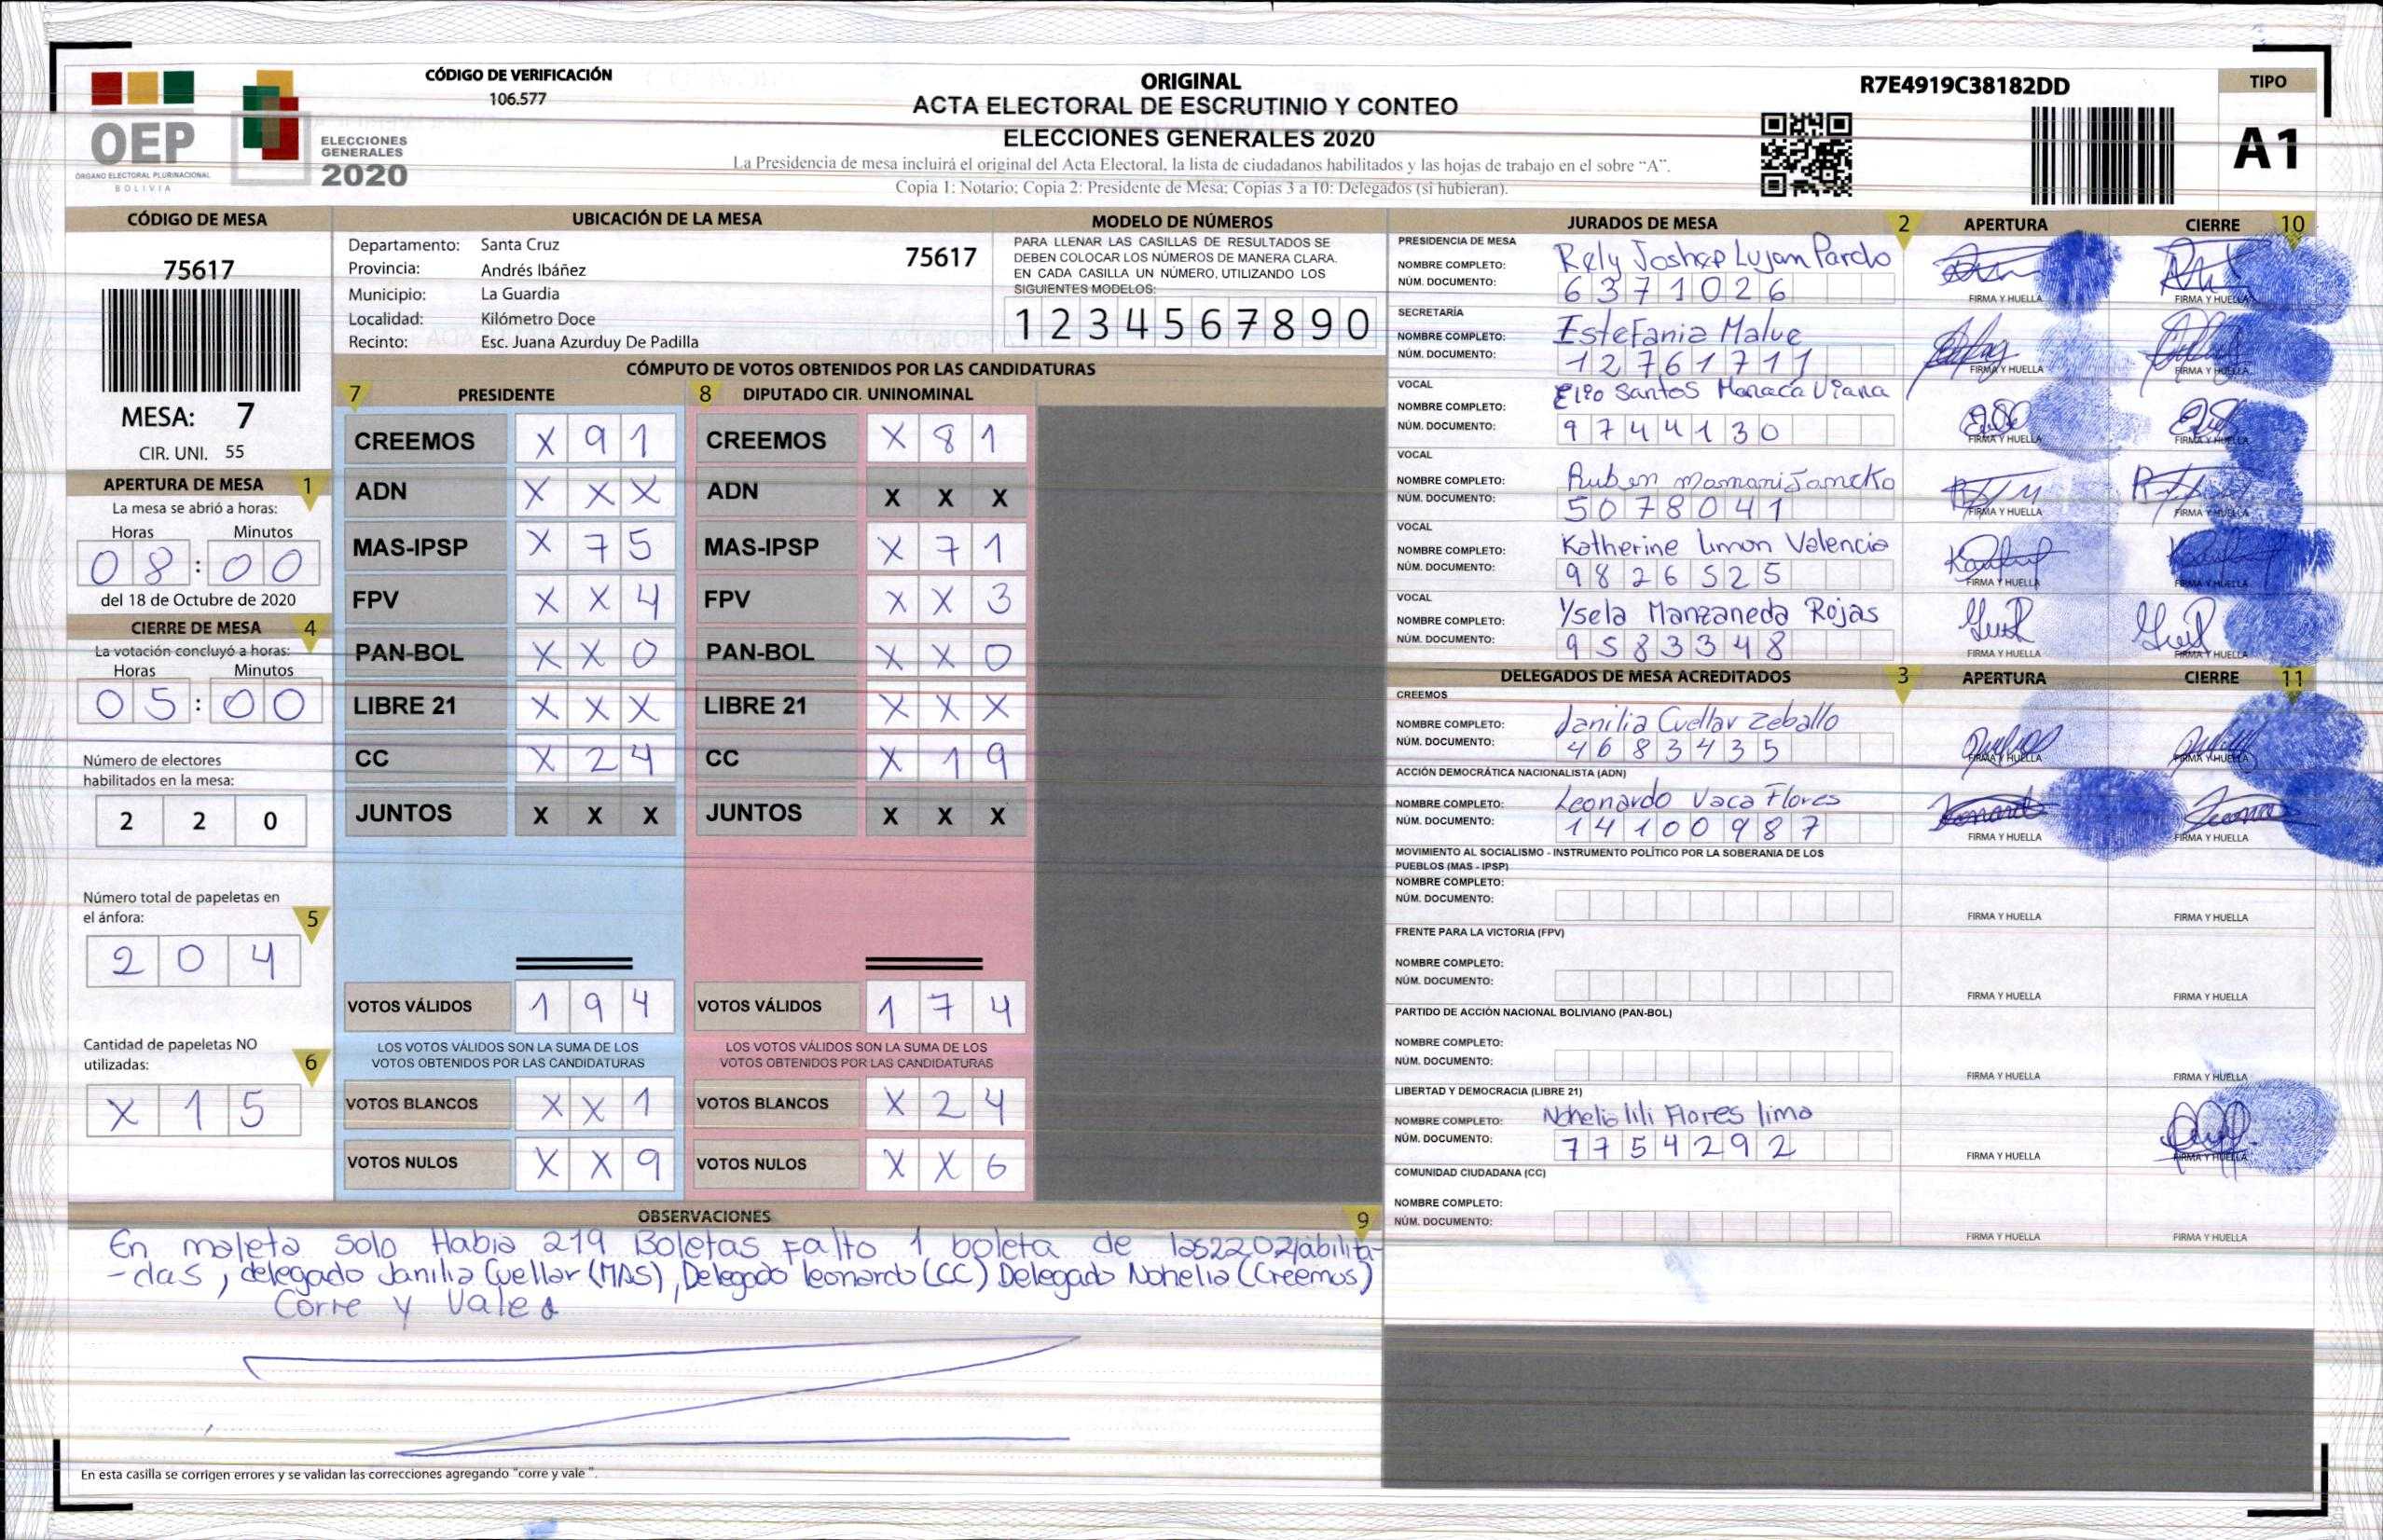 CÓDIGO DE VERIFICACIÓN
106.577
OEP
ÓRGANO ELECTORAL PLURINACIONAL
BOLIVIA
ELECCIONES
GENERALES
2020
ORIGINAL
ACTA ELECTORAL DE ESCRUTINIO Y CONTEO
ELECCIONES GENERALES 2020
La Presidencia de mesa incluirá el original del Acta Electoral, la lista de ciudadanos habilitados y las hojas de trabajo en el sobre “A”.
Copia 1: Notario; Copia 2: Presidente de Mesa; Copias 3 a 10: Delegados (si hubieran).
R7E4919C38182DD
TIPO
A1
CÓDIGO DE MESA
75617
MESA: 7
CIR. UNI. 55
APERTURA DE MESA 1
La mesa se abrió a horas:
Horas Minutos
08:00
del 18 de Octubre de 2020
CIERRE DE MESA 4
La votación concluyó a horas:
Horas Minutos
05:00
Número de electores
habilitados en la mesa:
2 2 0
Número total de papeletas en
el ánfora: 5
2 0 4
Cantidad de papeletas NO
utilizadas: 6
X 1 5
UBICACIÓN DE LA MESA
Departamento: Santa Cruz 75617
Provincia: Andrés Ibáñez
Municipio: La Guardia
Localidad: Kilómetro Doce
Recinto: Esc. Juana Azurduy De Padilla
MODELO DE NÚMEROS
PARA LLENAR LAS CASILLAS DE RESULTADOS SE
DEBEN COLOCAR LOS NÚMEROS DE MANERA CLARA.
EN CADA CASILLA UN NÚMERO, UTILIZANDO LOS
SIGUIENTES MODELOS:
1 2 3 4 5 6 7 8 9 0
CÓMPUTO DE VOTOS OBTENIDOS POR LAS CANDIDATURAS
7 PRESIDENTE 8 DIPUTADO CIR. UNINOMINAL
CREEMOS X 9 1 CREEMOS X 8 1
ADN X X X ADN X X X
MAS-IPSP X 7 5 MAS-IPSP X 7 1
FPV X X 4 FPV X X 3
PAN-BOL X X 0 PAN-BOL X X 0
LIBRE 21 X X X LIBRE 21 X X X
CC X 2 4 CC X 1 9
JUNTOS X X X JUNTOS X X X
VOTOS VÁLIDOS 1 9 4 VOTOS VÁLIDOS 1 7 4
LOS VOTOS VÁLIDOS SON LA SUMA DE LOS LOS VOTOS VÁLIDOS SON LA SUMA DE LOS
VOTOS OBTENIDOS POR LAS CANDIDATURAS VOTOS OBTENIDOS POR LAS CANDIDATURAS
VOTOS BLANCOS X X 1 VOTOS BLANCOS X 2 4
VOTOS NULOS X X 9 VOTOS NULOS X X 6
OBSERVACIONES 9
En maleta solo Habia 219 Boletas falto 1 boleta de las 220 Habilita-
-das, delegado Janilia Cuellar (MAS), Delegado leonardo (CC) Delegado Nohelia (Creemos)
Corre y Vale
En esta casilla se corrigen errores y se validan las correcciones agregando “corre y vale”.
JURADOS DE MESA 2 APERTURA CIERRE 10
PRESIDENCIA DE MESA
NOMBRE COMPLETO: Rely Joshep Lujan Pardo
NÚM. DOCUMENTO: 6371026
FIRMA Y HUELLA FIRMA Y HUELLA
SECRETARÍA
NOMBRE COMPLETO: Estefania Malue
NÚM. DOCUMENTO: 12761711
FIRMA Y HUELLA FIRMA Y HUELLA
VOCAL
NOMBRE COMPLETO: Elio Santos Manaca Viana
NÚM. DOCUMENTO: 9744130
FIRMA Y HUELLA FIRMA Y HUELLA
VOCAL
NOMBRE COMPLETO: Ruben mamani Jancko
NÚM. DOCUMENTO: 5078041
FIRMA Y HUELLA FIRMA Y HUELLA
VOCAL
NOMBRE COMPLETO: Katherine Limon Valencia
NÚM. DOCUMENTO: 9826525
FIRMA Y HUELLA FIRMA Y HUELLA
VOCAL
NOMBRE COMPLETO: Ysela Manzaneda Rojas
NÚM. DOCUMENTO: 9583348
FIRMA Y HUELLA FIRMA Y HUELLA
DELEGADOS DE MESA ACREDITADOS 3 APERTURA CIERRE 11
CREEMOS
NOMBRE COMPLETO: Janilia Cuellar Zeballo
NÚM. DOCUMENTO: 4683435
FIRMA Y HUELLA FIRMA Y HUELLA
ACCIÓN DEMOCRÁTICA NACIONALISTA (ADN)
NOMBRE COMPLETO: Leonardo Vaca Flores
NÚM. DOCUMENTO: 14100987
FIRMA Y HUELLA FIRMA Y HUELLA
MOVIMIENTO AL SOCIALISMO - INSTRUMENTO POLÍTICO POR LA SOBERANIA DE LOS
PUEBLOS (MAS - IPSP)
NOMBRE COMPLETO:
NÚM. DOCUMENTO:
FIRMA Y HUELLA FIRMA Y HUELLA
FRENTE PARA LA VICTORIA (FPV)
NOMBRE COMPLETO:
NÚM. DOCUMENTO:
FIRMA Y HUELLA FIRMA Y HUELLA
PARTIDO DE ACCIÓN NACIONAL BOLIVIANO (PAN-BOL)
NOMBRE COMPLETO:
NÚM. DOCUMENTO:
FIRMA Y HUELLA FIRMA Y HUELLA
LIBERTAD Y DEMOCRACIA (LIBRE 21)
NOMBRE COMPLETO: Nohelia lili Flores lima
NÚM. DOCUMENTO: 7754292
FIRMA Y HUELLA FIRMA Y HUELLA
COMUNIDAD CIUDADANA (CC)
NOMBRE COMPLETO:
NÚM. DOCUMENTO:
FIRMA Y HUELLA FIRMA Y HUELLA